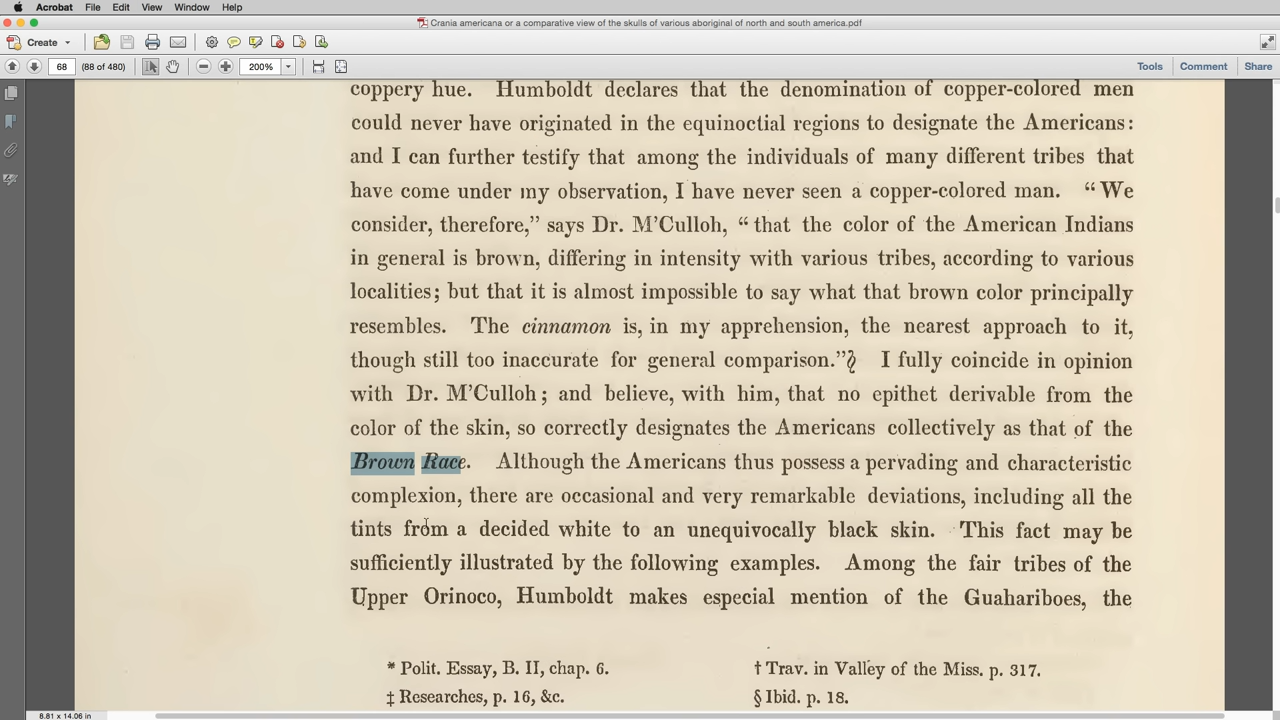 Acrobat File Edit View Window Help
Crania americana or a comparative view of the skulls of various aboriginal of north and south america.pdf
Create
68 (88 of 480) 200% Tools Comment Share
coppery hue. Humboldt declares that the denomination of copper-colored men
could never have originated in the equinoctial regions to designate the Americans:
and I can further testify that among the individuals of many different tribes that
have come under my observation, I have never seen a copper-colored man. “We
consider, therefore,” says Dr. M’Culloh, “that the color of the American Indians
in general is brown, differing in intensity with various tribes, according to various
localities; but that it is almost impossible to say what that brown color principally
resembles. The cinnamon is, in my apprehension, the nearest approach to it,
though still too inaccurate for general comparison.”§ I fully coincide in opinion
with Dr. M’Culloh; and believe, with him, that no epithet derivable from the
color of the skin, so correctly designates the Americans collectively as that of the
Brown Race. Although the Americans thus possess a pervading and characteristic
complexion, there are occasional and very remarkable deviations, including all the
tints from a decided white to an unequivocally black skin. This fact may be
sufficiently illustrated by the following examples. Among the fair tribes of the
Upper Orinoco, Humboldt makes especial mention of the Guahariboes, the
* Polit. Essay, B. II, chap. 6. † Trav. in Valley of the Miss. p. 317.
‡ Researches, p. 16, &c. § Ibid. p. 18.
8.81 x 14.06 in